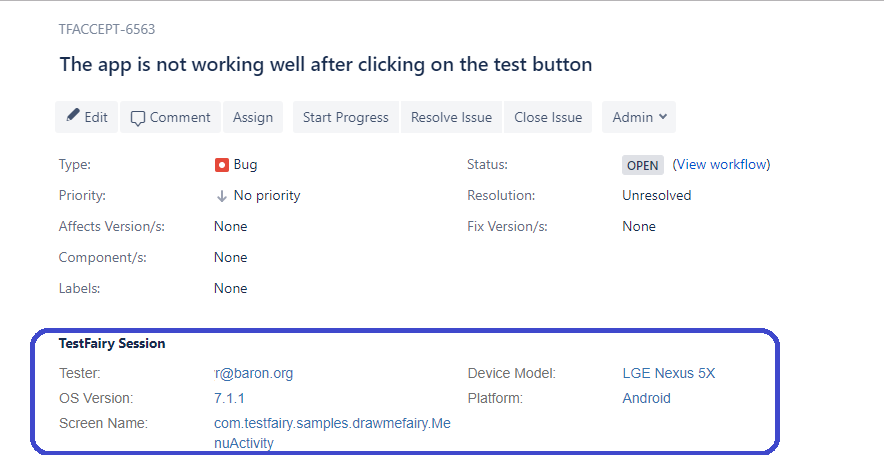 TFACCEPT-6563
The app is not working well after clicking on the test button
Edit Comment Assign Start Progress Resolve Issue Close Issue Admin
Type: Bug Status: OPEN (View workflow)
Priority: No priority Resolution: Unresolved
Affects Version/s: None Fix Version/s: None
Component/s: None
Labels: None
TestFairy Session
Tester: r@baron.org Device Model: LGE Nexus 5X
OS Version: 7.1.1 Platform: Android
Screen Name: com.testfairy.samples.drawmefairy.Me
nuActivity